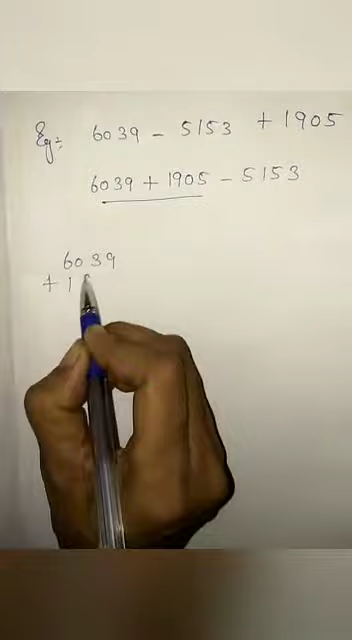 Eg:- 6039 - 5153 + 1905
6039 + 1905 - 5153
6039
+ 1